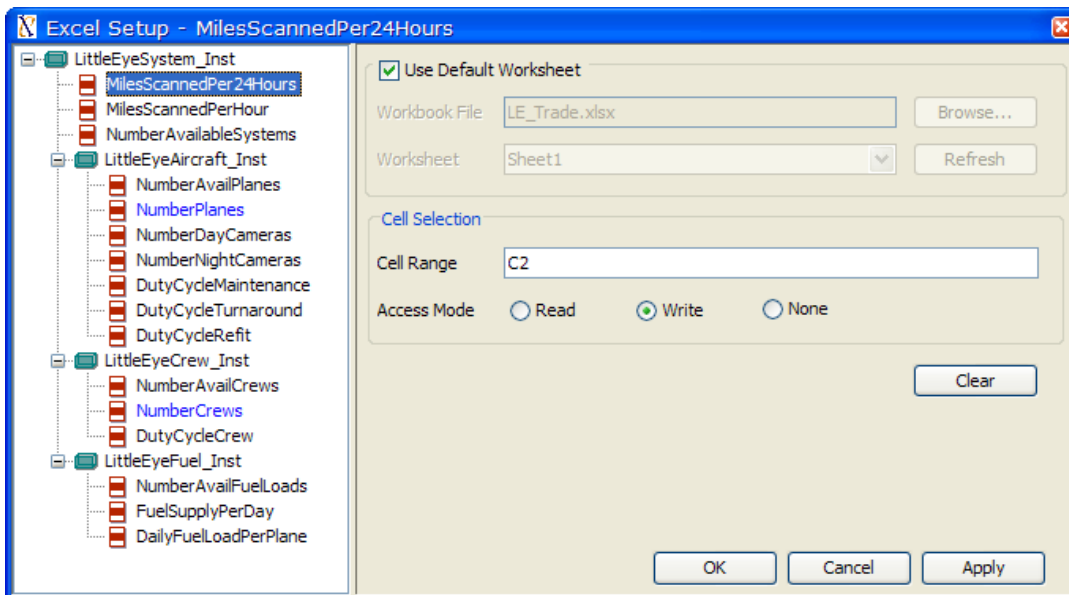 Excel Setup - MilesScannedPer24Hours
LittleEyeSystem_Inst
MilesScannedPer24Hours
MilesScannedPerHour
NumberAvailableSystems
LittleEyeAircraft_Inst
NumberAvailPlanes
NumberPlanes
NumberDayCameras
NumberNightCameras
DutyCycleMaintenance
DutyCycleTurnaround
DutyCycleRefit
LittleEyeCrew_Inst
NumberAvailCrews
NumberCrews
DutyCycleCrew
LittleEyeFuel_Inst
NumberAvailFuelLoads
FuelSupplyPerDay
DailyFuelLoadPerPlane
Use Default Worksheet
Workbook File LE_Trade.xlsx Browse...
Worksheet Sheet1 Refresh
Cell Selection
Cell Range C2
Access Mode Read Write None
Clear
OK Cancel Apply